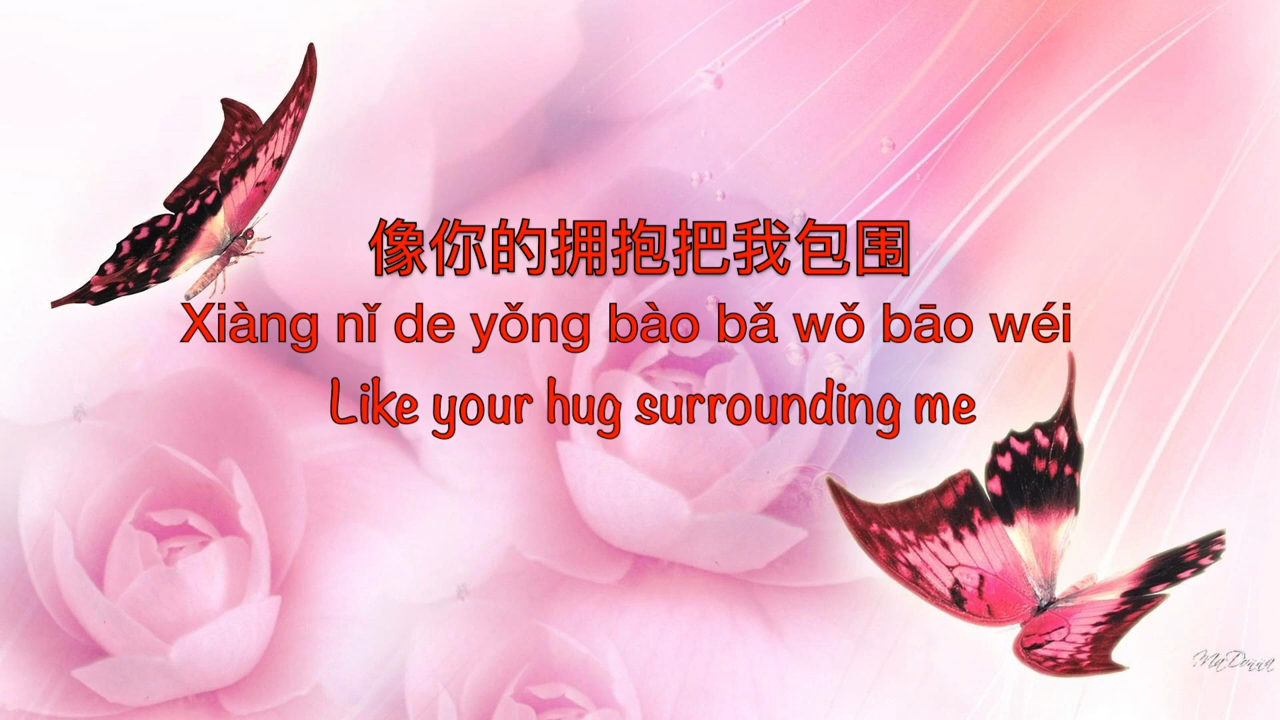 像你的拥抱把我包围
Xiàng nǐ de yǒng bào bǎ wǒ bāo wéi
Like your hug surrounding me
MaDonna